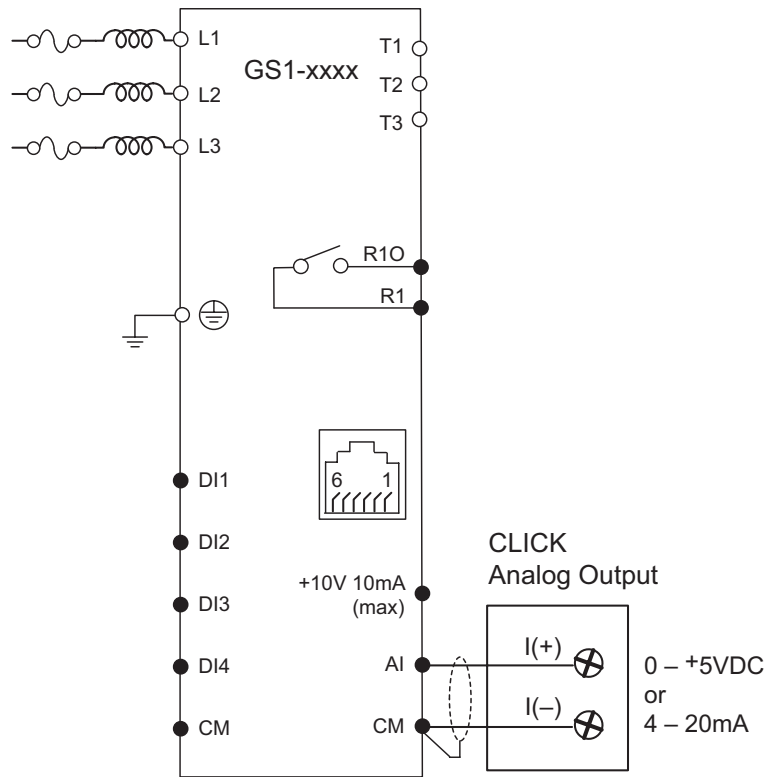 L1
GS1-xxxx
T1
L2
T2
L3
T3
R1O
R1
6 1
DI1
DI2
DI3
DI4
CM
+10V 10mA
(max)
AI
CM
CLICK
Analog Output
I(+)
I(–)
0 – +5VDC
or
4 – 20mA